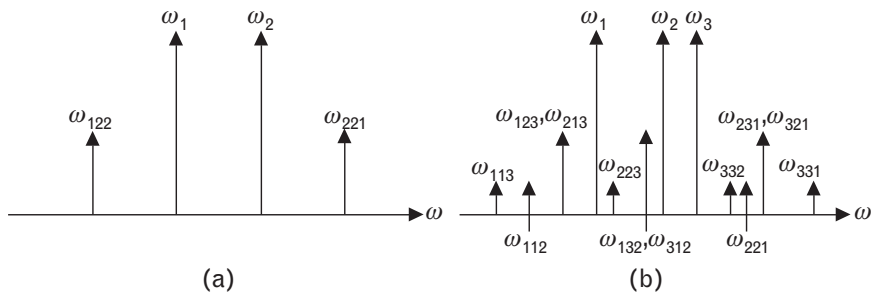 ω₁ ω₂
ω₁₂₂ ω₂₂₁
ω
(a)
ω₁ ω₂ ω₃
ω₁₂₃,ω₂₁₃ ω₂₃₁,ω₃₂₁
ω₁₁₃ ω₂₂₃ ω₃₃₂ ω₃₃₁
ω
ω₁₁₂ ω₁₃₂,ω₃₁₂ ω₂₂₁
(b)